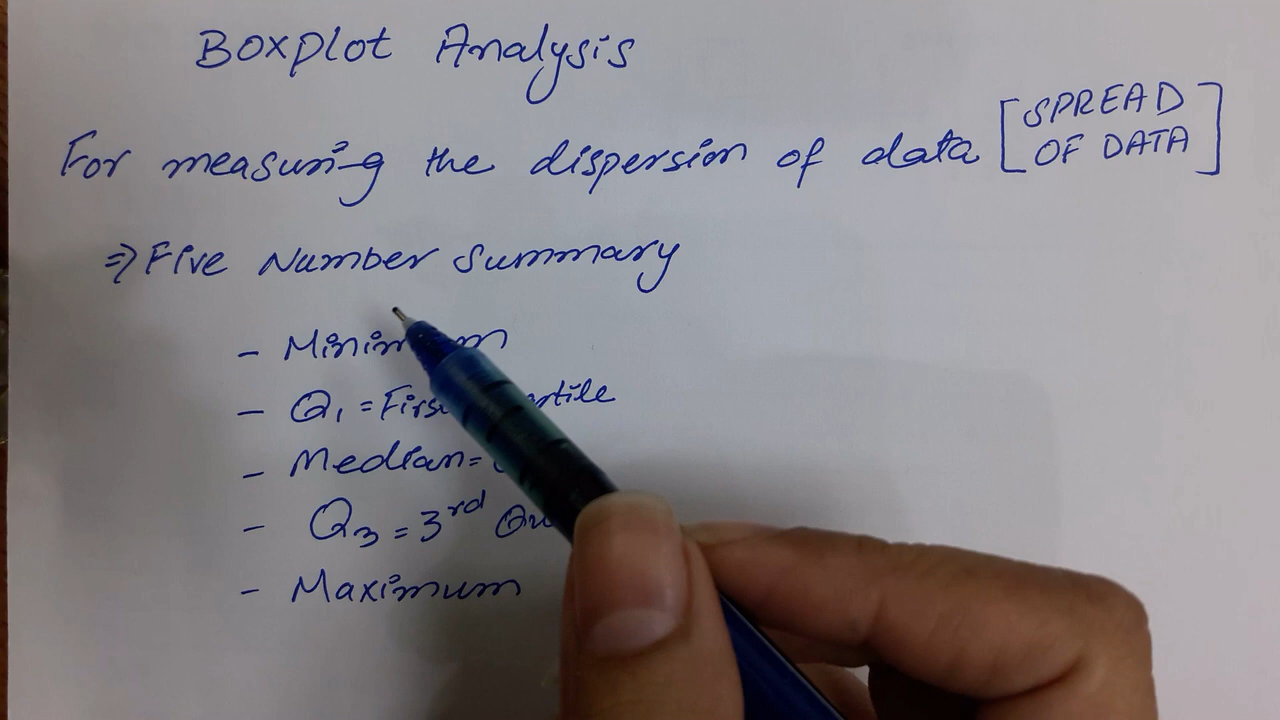 Boxplot Analysis
For measuring the dispersion of data [SPREAD OF DATA]
⇒ Five Number Summary
- Minimum
- Q1 = First
- Median =
- Q3 = 3rd
- Maximum